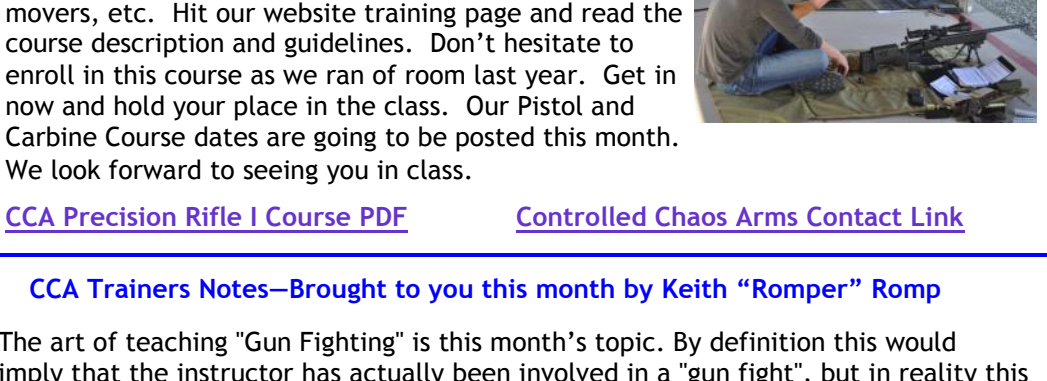 movers, etc.  Hit our website training page and read the
course description and guidelines.  Don’t hesitate to
enroll in this course as we ran of room last year.  Get in
now and hold your place in the class.  Our Pistol and
Carbine Course dates are going to be posted this month.
We look forward to seeing you in class.
CCA Precision Rifle I Course PDF
Controlled Chaos Arms Contact Link
CCA Trainers Notes—Brought to you this month by Keith “Romper” Romp
The art of teaching "Gun Fighting" is this month’s topic. By definition this would
imply that the instructor has actually been involved in a "gun fight", but in reality this